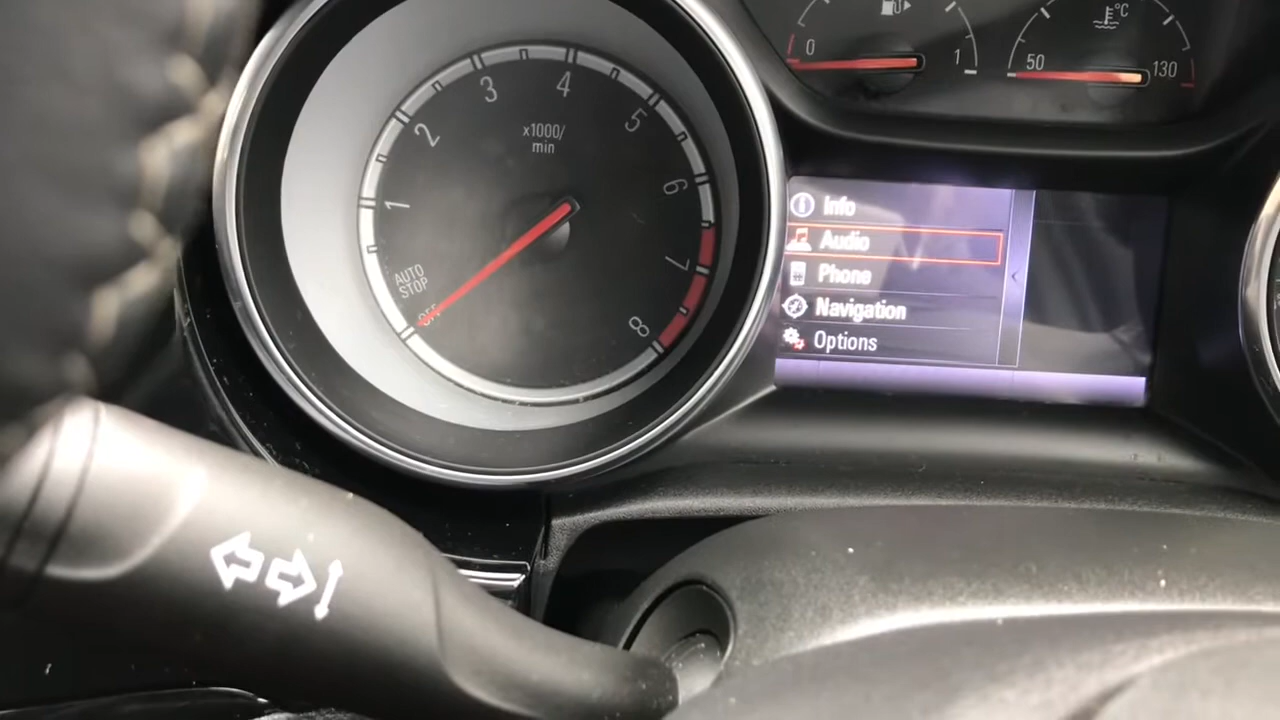 0
1
50
°C
130
1
2
3
4
5
6
7
8
x1000/
min
AUTO
STOP
OFF
Info
Audio
Phone
Navigation
Options